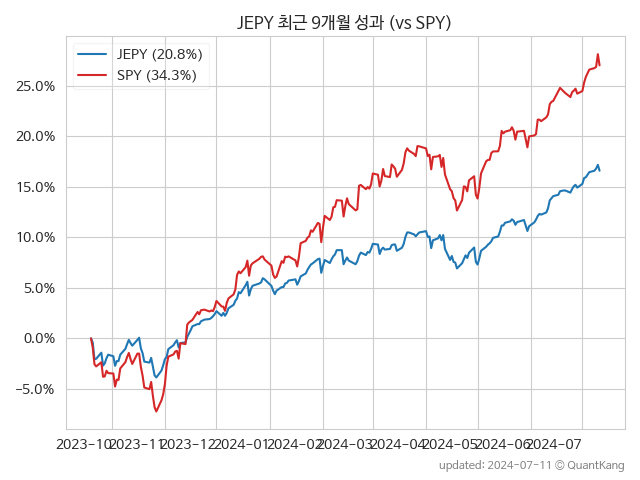 JEPY 최근 9개월 성과 (vs SPY)
JEPY (20.8%)
SPY (34.3%)
25.0%
20.0%
15.0%
10.0%
5.0%
0.0%
−5.0%
2023−10 2023−11 2023−12 2024−01 2024−02 2024−03 2024−04 2024−05 2024−06 2024−07
updated: 2024-07-11 © QuantKang